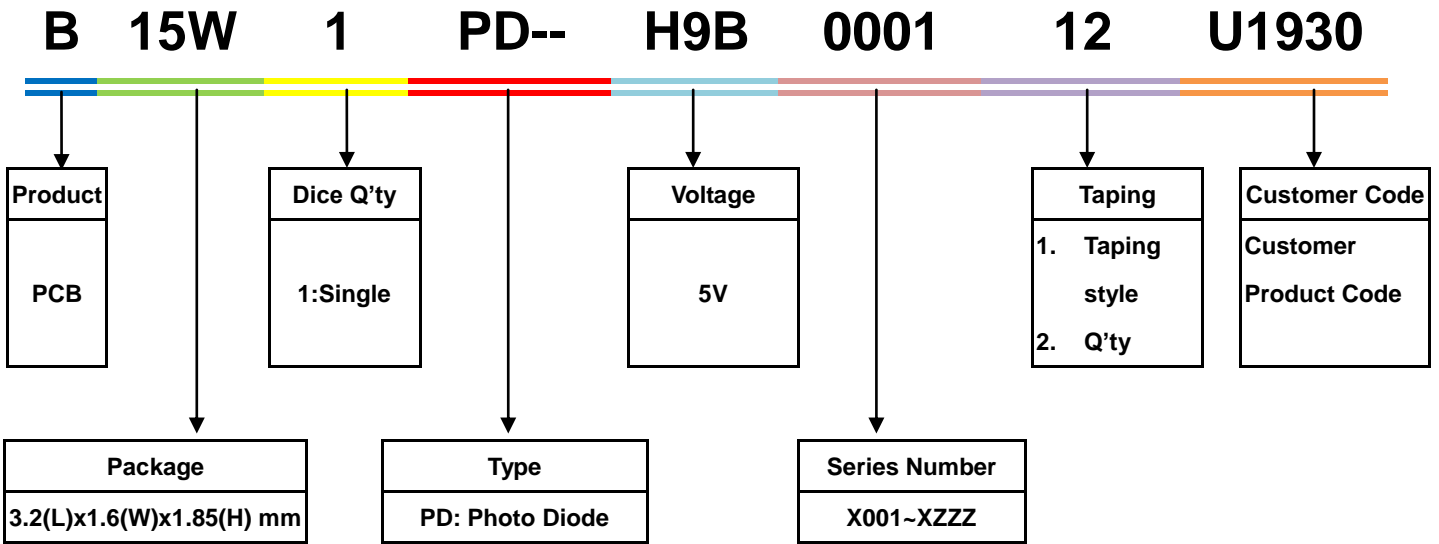 B 15W 1 PD-- H9B 0001 12 U1930
Product
PCB
Dice Q’ty
1:Single
Voltage
5V
Taping
1. Taping
style
2. Q’ty
Customer Code
Customer
Product Code
Package
3.2(L)x1.6(W)x1.85(H) mm
Type
PD: Photo Diode
Series Number
X001~XZZZ